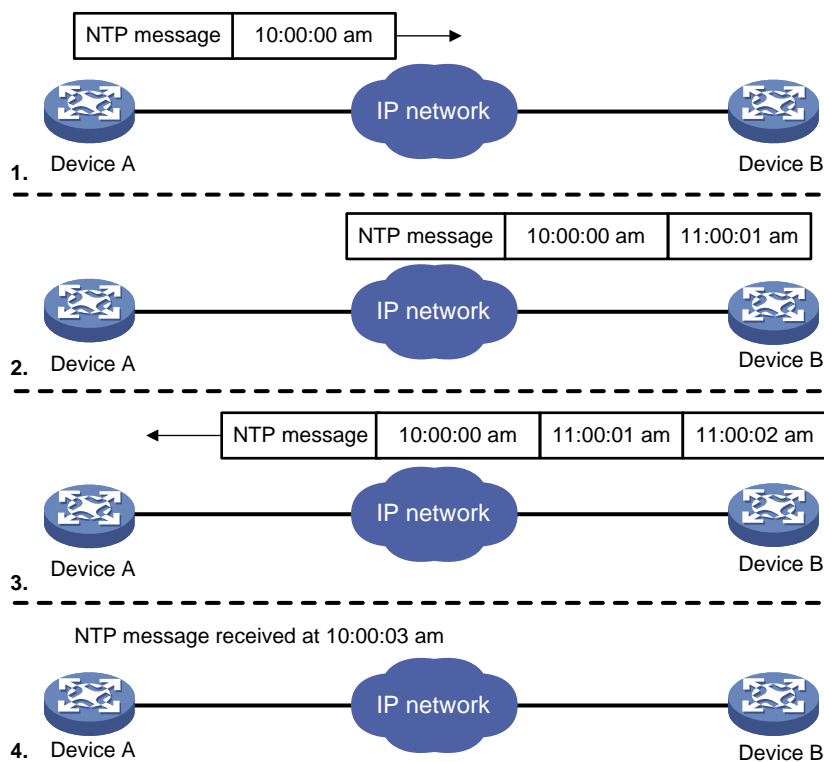 NTP message 10:00:00 am
IP network
1. Device A Device B
NTP message 10:00:00 am 11:00:01 am
IP network
2. Device A Device B
NTP message 10:00:00 am 11:00:01 am 11:00:02 am
IP network
3. Device A Device B
NTP message received at 10:00:03 am
IP network
4. Device A Device B